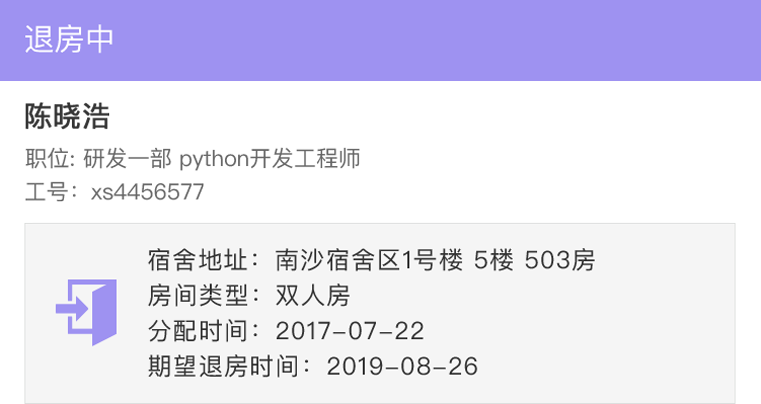 退房中
陈晓浩
职位: 研发一部 python开发工程师
工号：xs4456577
宿舍地址：南沙宿舍区1号楼 5楼 503房
房间类型：双人房
分配时间：2017-07-22
期望退房时间：2019-08-26